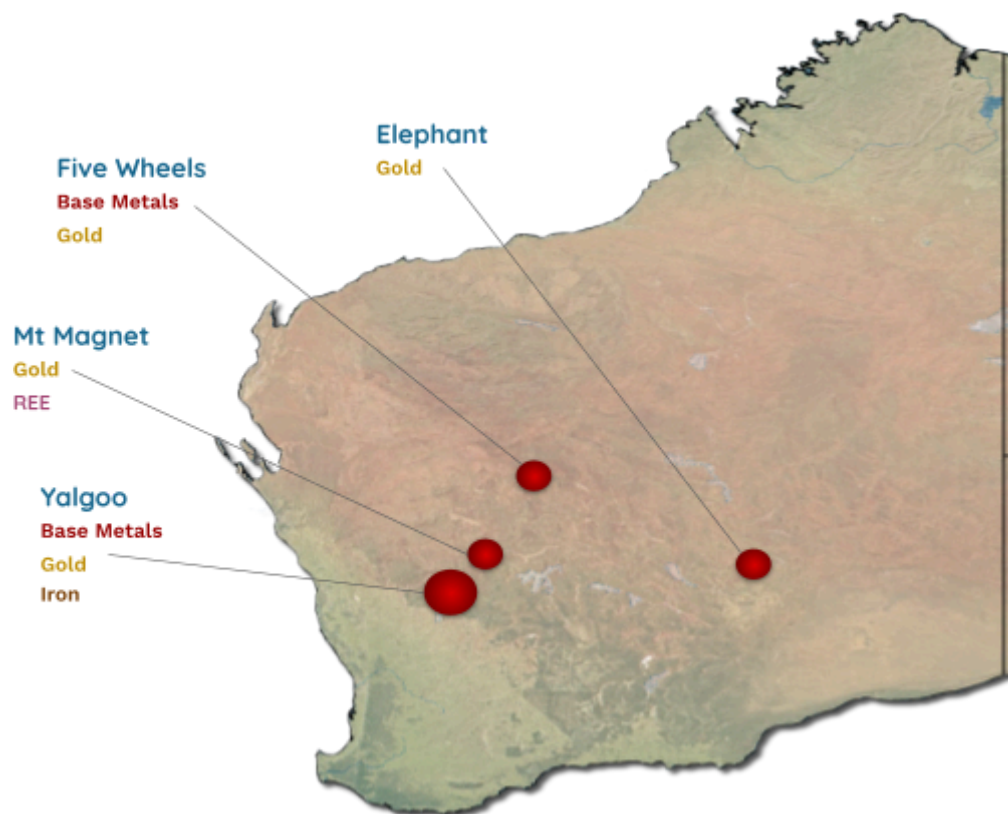 Elephant
Gold
Five Wheels
Base Metals
Gold
Mt Magnet
Gold
REE
Yalgoo
Base Metals
Gold
Iron